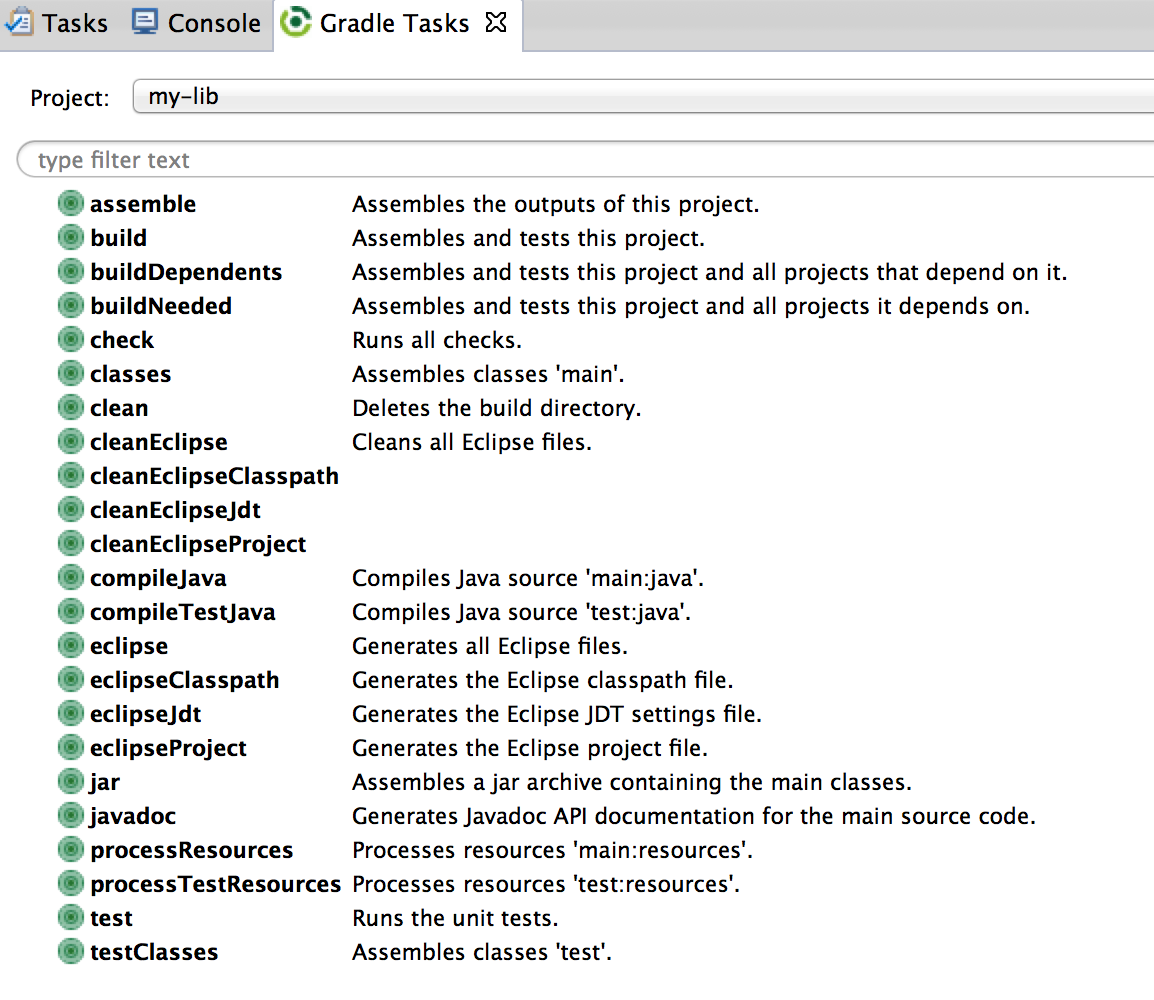 Tasks Console Gradle Tasks
Project: my-lib
type filter text
assemble Assembles the outputs of this project.
build Assembles and tests this project.
buildDependents Assembles and tests this project and all projects that depend on it.
buildNeeded Assembles and tests this project and all projects it depends on.
check Runs all checks.
classes Assembles classes 'main'.
clean Deletes the build directory.
cleanEclipse Cleans all Eclipse files.
cleanEclipseClasspath
cleanEclipseJdt
cleanEclipseProject
compileJava Compiles Java source 'main:java'.
compileTestJava Compiles Java source 'test:java'.
eclipse Generates all Eclipse files.
eclipseClasspath Generates the Eclipse classpath file.
eclipseJdt Generates the Eclipse JDT settings file.
eclipseProject Generates the Eclipse project file.
jar Assembles a jar archive containing the main classes.
javadoc Generates Javadoc API documentation for the main source code.
processResources Processes resources 'main:resources'.
processTestResources Processes resources 'test:resources'.
test Runs the unit tests.
testClasses Assembles classes 'test'.